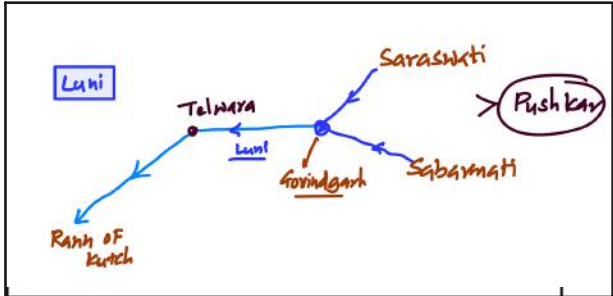 Saraswati
Luni
Pushkar
Telwara
Luni
Govindgarh
Sabarmati
Rann of
Kutch